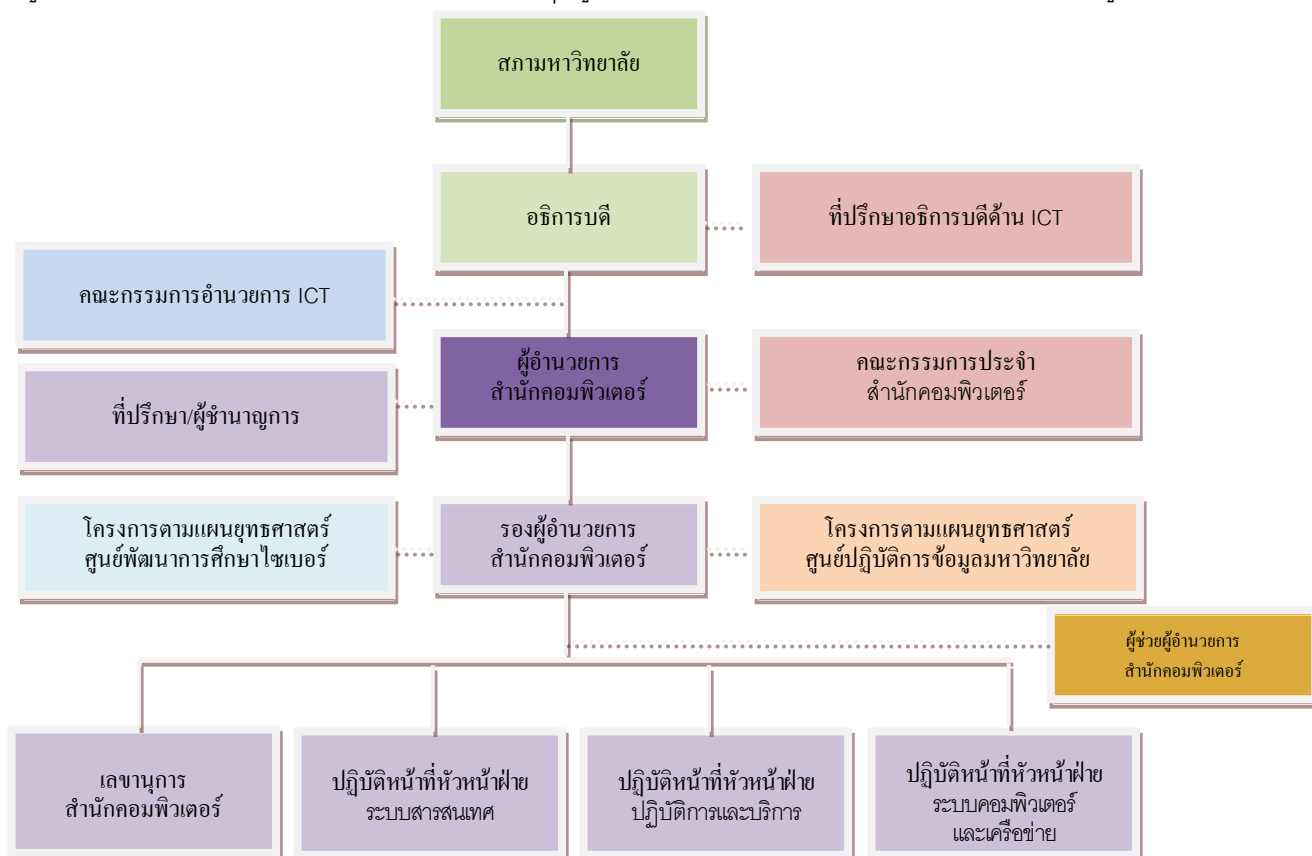 สภามหาวิทยาลัย
อธิการบดี
ที่ปรึกษาอธิการบดีด้าน ICT
คณะกรรมการอำนวยการ ICT
ผู้อำนวยการ
สำนักคอมพิวเตอร์
คณะกรรมการประจำ
สำนักคอมพิวเตอร์
ที่ปรึกษา/ผู้ชำนาญการ
โครงการตามแผนยุทธศาสตร์
ศูนย์พัฒนาการศึกษาไซเบอร์
รองผู้อำนวยการ
สำนักคอมพิวเตอร์
โครงการตามแผนยุทธศาสตร์
ศูนย์ปฏิบัติการข้อมูลมหาวิทยาลัย
ผู้ช่วยผู้อำนวยการ
สำนักคอมพิวเตอร์
เลขานุการ
สำนักคอมพิวเตอร์
ปฏิบัติหน้าที่หัวหน้าฝ่าย
ระบบสารสนเทศ
ปฏิบัติหน้าที่หัวหน้าฝ่าย
ปฏิบัติการและบริการ
ปฏิบัติหน้าที่หัวหน้าฝ่าย
ระบบคอมพิวเตอร์
และเครือข่าย